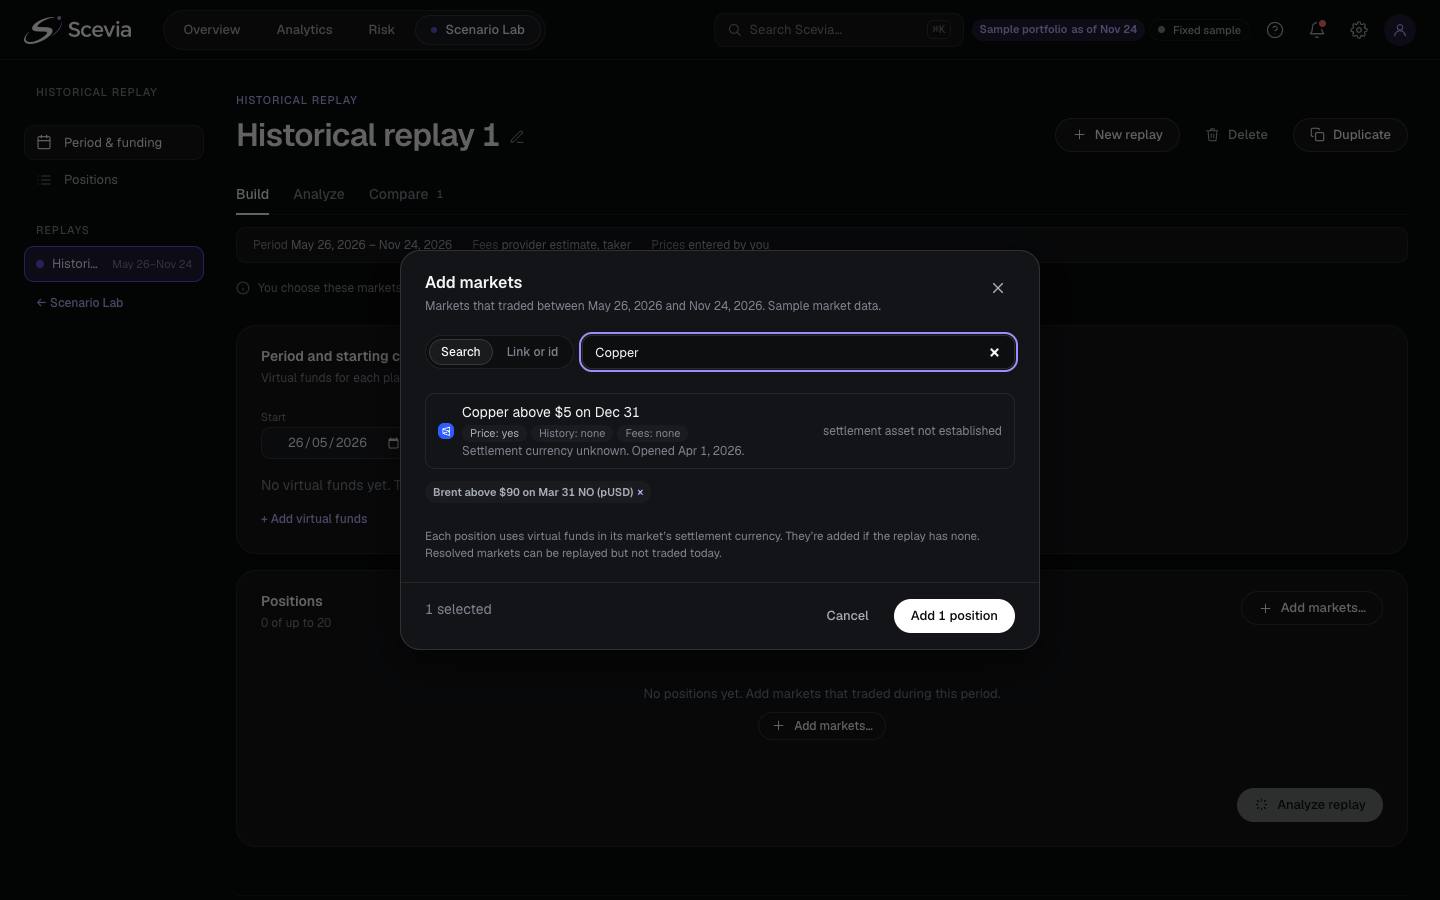 Scevia
Overview
Analytics
Risk
Scenario Lab
Search Scevia...
⌘K
Sample portfolio as of Nov 24
Fixed sample
HISTORICAL REPLAY
Period & funding
Positions
REPLAYS
Histori... May 26–Nov 24
← Scenario Lab
HISTORICAL REPLAY
Historical replay 1
New replay
Delete
Duplicate
Build
Analyze
Compare 1
Period May 26, 2026 – Nov 24, 2026 Fees provider estimate, taker Prices entered by you
You choose these markets
Period and starting c
Virtual funds for each pla
Start
26/05/2026
No virtual funds yet. T
+ Add virtual funds
Add markets
Markets that traded between May 26, 2026 and Nov 24, 2026. Sample market data.
Search
Link or id
Copper
Copper above $5 on Dec 31
Price: yes
History: none
Fees: none
settlement asset not established
Settlement currency unknown. Opened Apr 1, 2026.
Brent above $90 on Mar 31 NO (pUSD) ×
Each position uses virtual funds in its market's settlement currency. They're added if the replay has none.
Resolved markets can be replayed but not traded today.
1 selected
Cancel
Add 1 position
Positions
0 of up to 20
Add markets...
No positions yet. Add markets that traded during this period.
Add markets...
Analyze replay